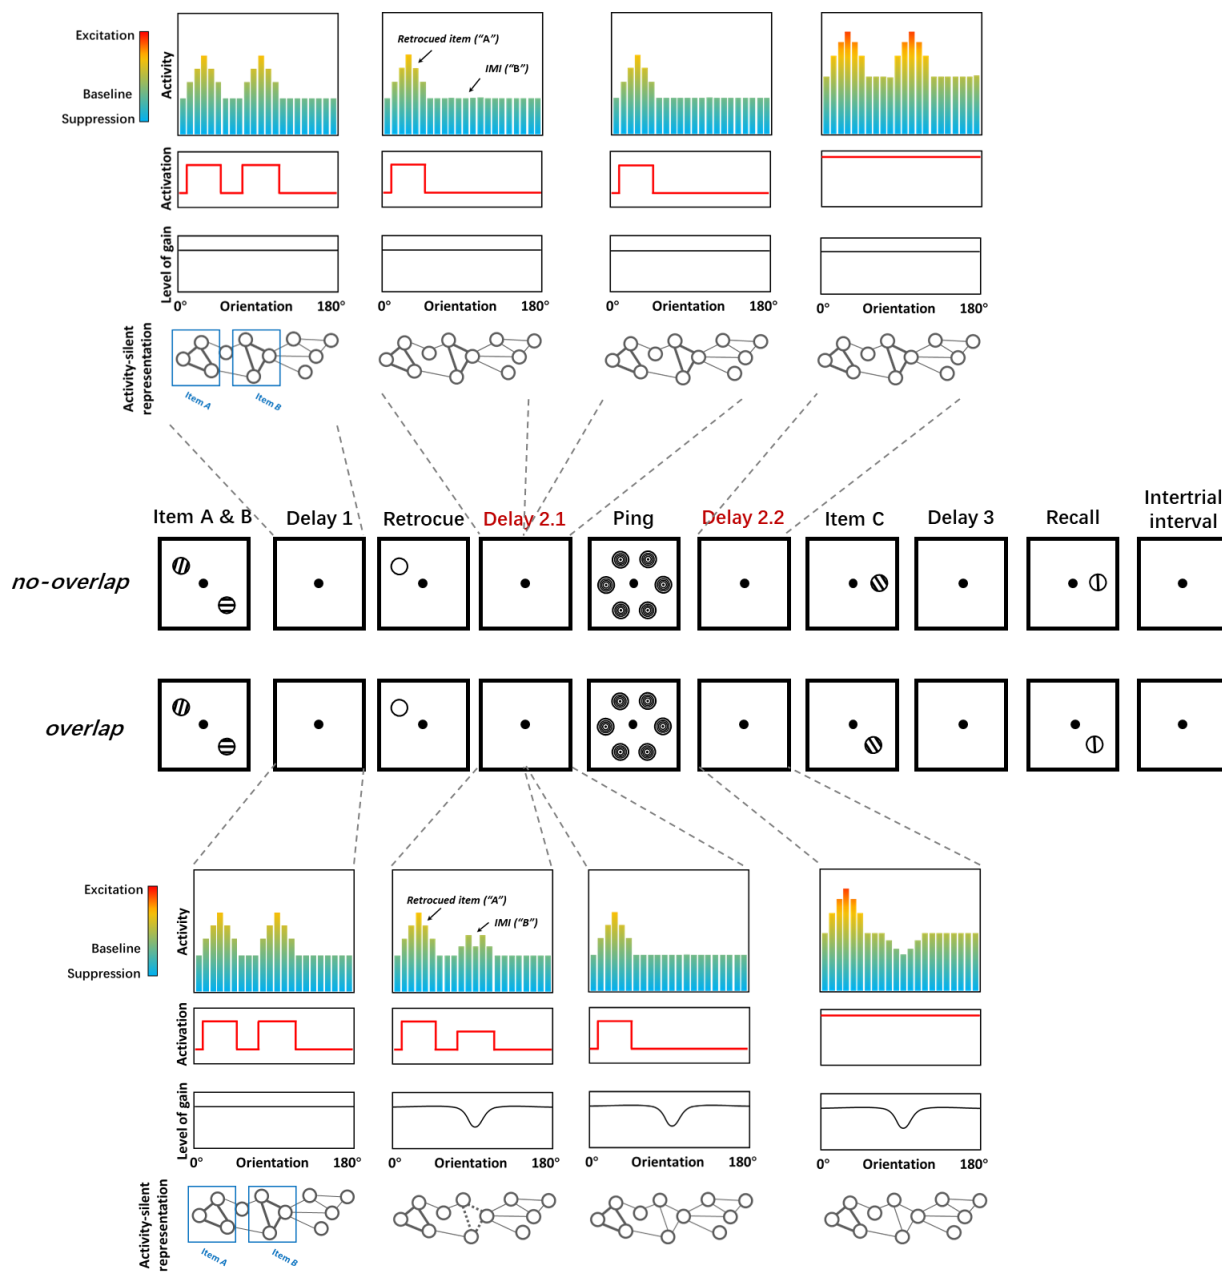 Excitation
Baseline
Suppression
Activity
Retrocued item (“A”)
IMI (“B”)
Activation
Level of gain
0° Orientation 180°
0° Orientation 180°
0° Orientation 180°
0° Orientation 180°
Activity-silent
representation
Item A
Item B
Item A & B
Delay 1
Retrocue
Delay 2.1
Ping
Delay 2.2
Item C
Delay 3
Recall
Intertrial
interval
no-overlap
overlap
Excitation
Baseline
Suppression
Activity
Retrocued item (“A”)
IMI (“B”)
Activation
Level of gain
0° Orientation 180°
0° Orientation 180°
0° Orientation 180°
0° Orientation 180°
Activity-silent
representation
Item A
Item B